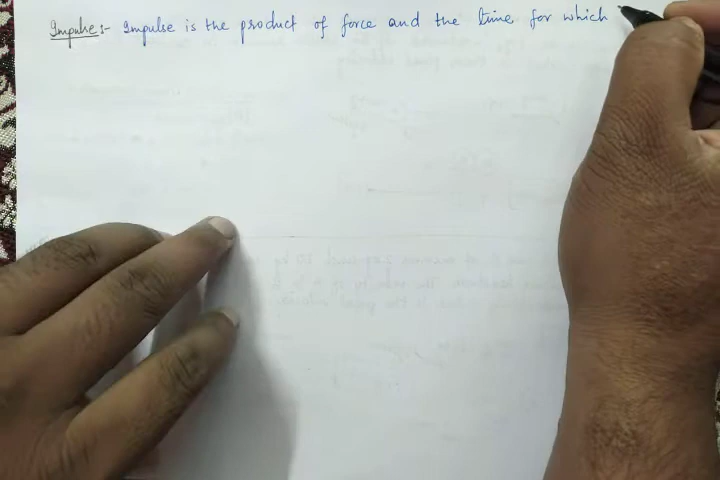 Impulse:- Impulse is the product of force and the time for which